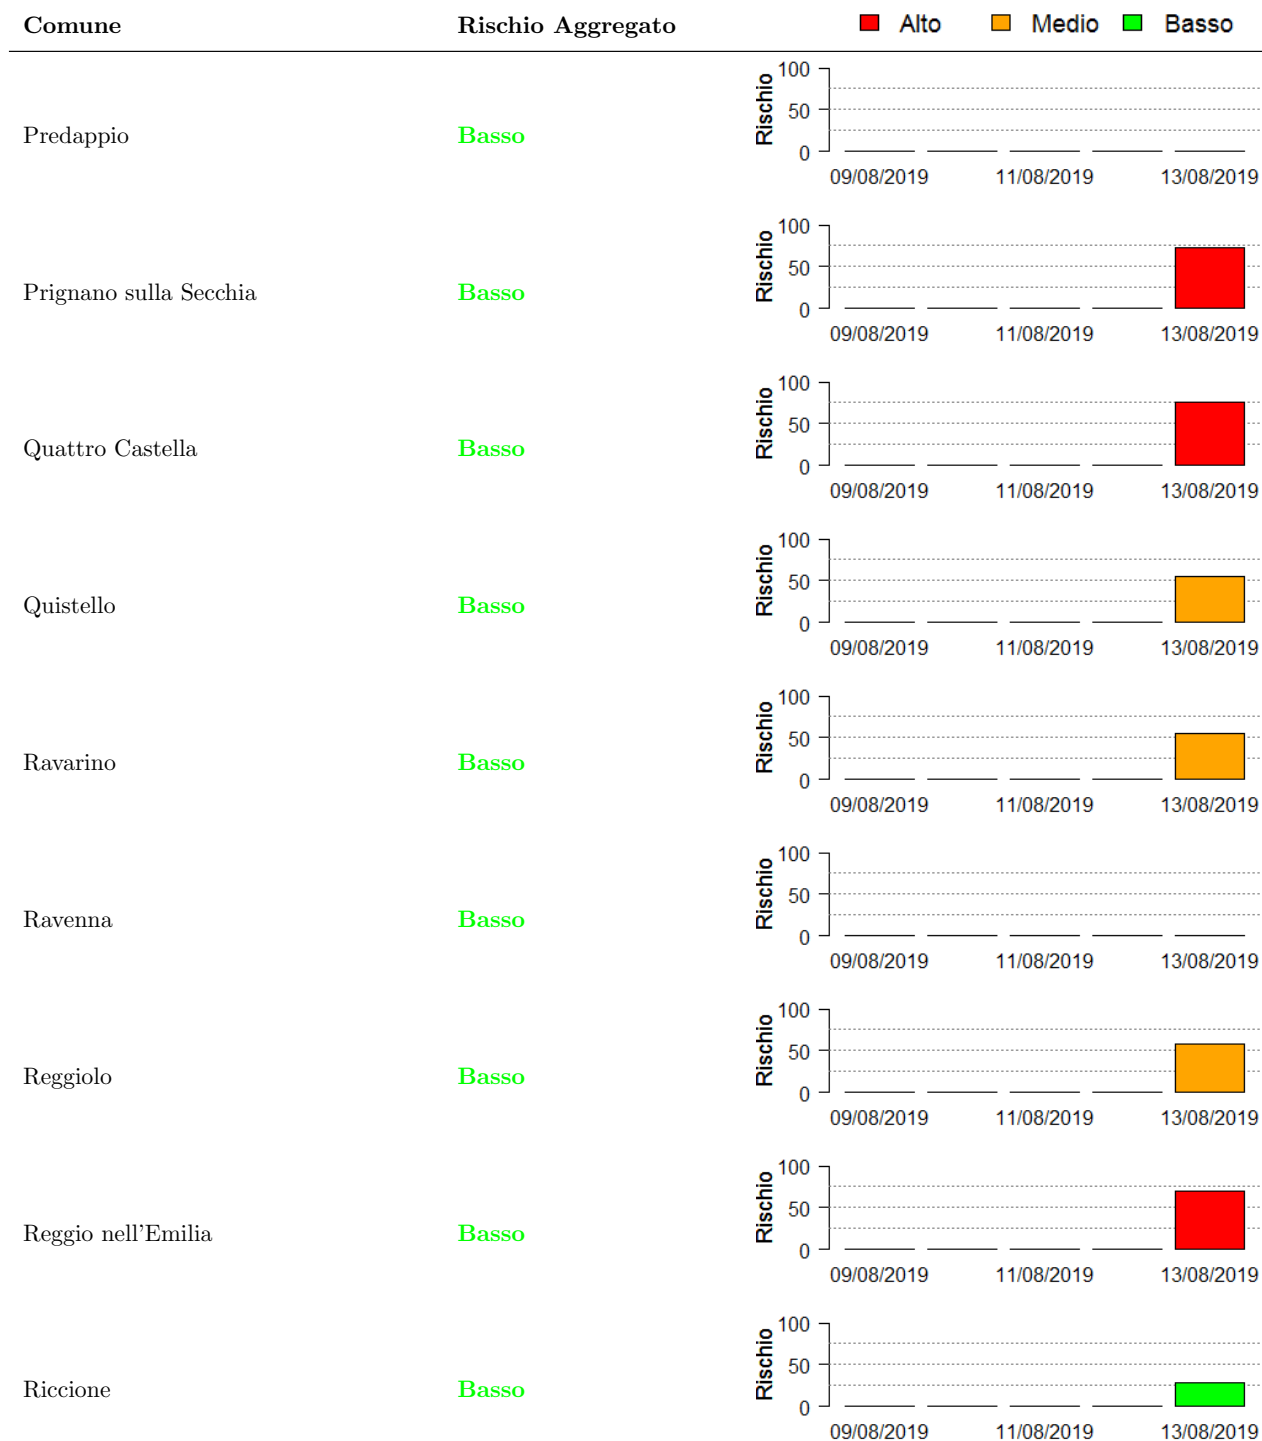 Comune Rischio Aggregato Alto Medio Basso
Predappio Basso
Rischio
100
50
0
09/08/2019 11/08/2019 13/08/2019
Prignano sulla Secchia Basso
Rischio
100
50
0
09/08/2019 11/08/2019 13/08/2019
Quattro Castella Basso
Rischio
100
50
0
09/08/2019 11/08/2019 13/08/2019
Quistello Basso
Rischio
100
50
0
09/08/2019 11/08/2019 13/08/2019
Ravarino Basso
Rischio
100
50
0
09/08/2019 11/08/2019 13/08/2019
Ravenna Basso
Rischio
100
50
0
09/08/2019 11/08/2019 13/08/2019
Reggiolo Basso
Rischio
100
50
0
09/08/2019 11/08/2019 13/08/2019
Reggio nell'Emilia Basso
Rischio
100
50
0
09/08/2019 11/08/2019 13/08/2019
Riccione Basso
Rischio
100
50
0
09/08/2019 11/08/2019 13/08/2019